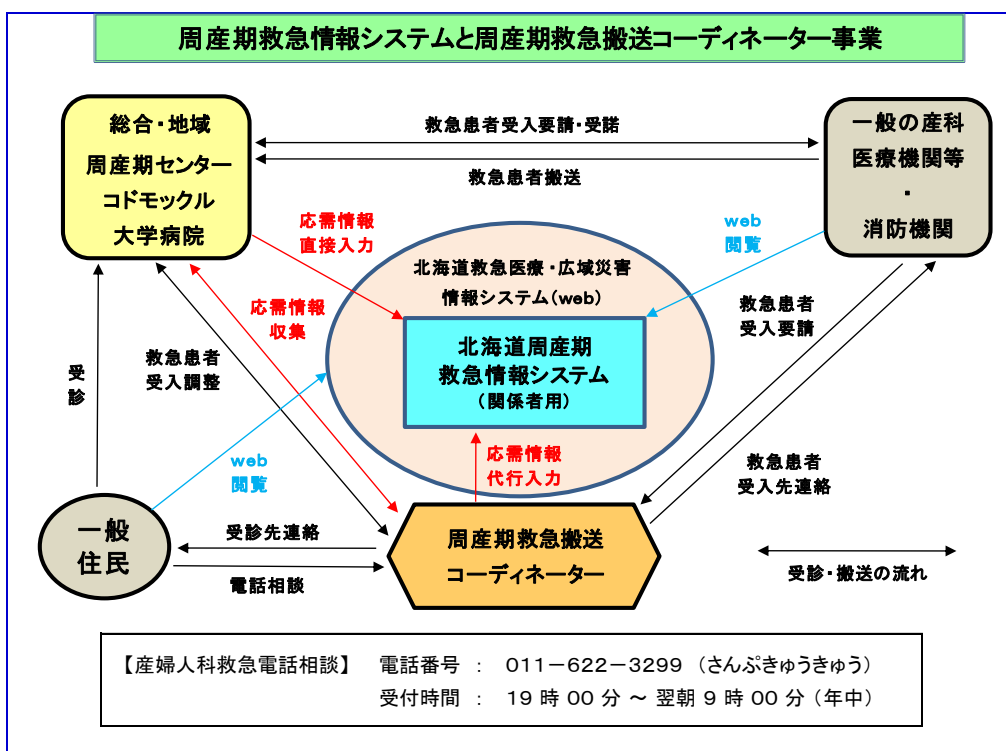 周産期救急情報システムと周産期救急搬送コーディネーター事業
総合・地域
周産期センター
コドモックル
大学病院
救急患者受入要請・受諾
救急患者搬送
一般の産科
医療機関等
・
消防機関
応需情報
直接入力
web
閲覧
北海道救急医療・広域災害
情報システム(web)
北海道周産期
救急情報システム
(関係者用)
応需情報
収集
救急患者
受入調整
救急患者
受入要請
受診
web
閲覧
応需情報
代行入力
救急患者
受入先連絡
一般
住民
受診先連絡
電話相談
周産期救急搬送
コーディネーター
受診・搬送の流れ
【産婦人科救急電話相談】 電話番号 : 011-622-3299 (さんぷきゅうきゅう)
受付時間 : 19時00分 ~ 翌朝9時00分(年中)